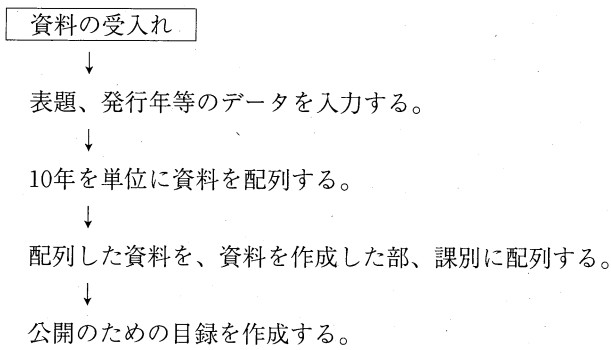 資料の受入れ
↓
表題、発行年等のデータを入力する。
↓
10年を単位に資料を配列する。
↓
配列した資料を、資料を作成した部、課別に配列する。
↓
公開のための目録を作成する。